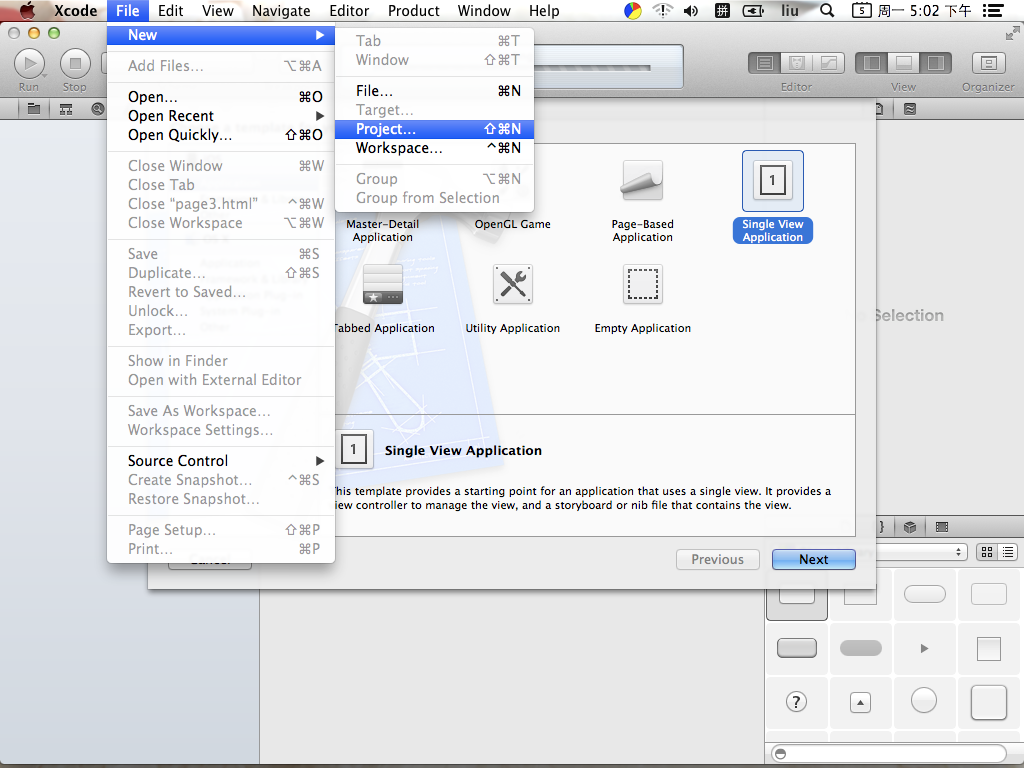 Xcode File Edit View Navigate Editor Product Window Help 拼 liu 5 周一 5:02 下午
New
Add Files... ⌥⌘A
Open... ⌘O
Open Recent
Open Quickly... ⇧⌘O
Close Window ⌘W
Close Tab
Close "page3.html" ^⌘W
Close Workspace ⌥⌘W
Save ⌘S
Duplicate... ⇧⌘S
Revert to Saved...
Unlock...
Export...
Show in Finder
Open with External Editor
Save As Workspace...
Workspace Settings...
Source Control
Create Snapshot... ^⌘S
Restore Snapshot...
Page Setup... ⇧⌘P
Print... ⌘P
Tab ⌘T
Window ⇧⌘T
File... ⌘N
Target...
Project... ⇧⌘N
Workspace... ^⌘N
Group ⌥⌘N
Group from Selection
Run Stop
Editor View Organizer
Master-Detail
Application
OpenGL Game
Page-Based
Application
1
Single View
Application
Tabbed Application
Utility Application
Empty Application
Selection
1
Single View Application
This template provides a starting point for an application that uses a single view. It provides a
view controller to manage the view, and a storyboard or nib file that contains the view.
Cancel
Previous
Next
?